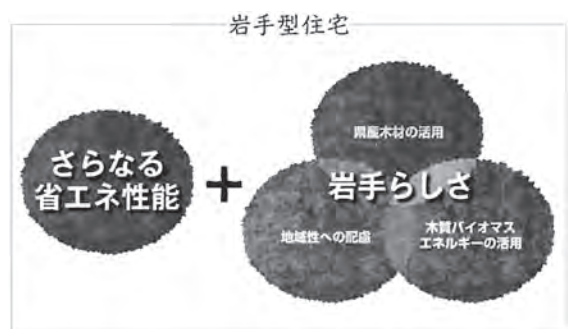 岩手型住宅
さらなる
省エネ性能
+
岩手らしさ
県産木材の活用
地域性への配慮
木質バイオマス
エネルギーの活用